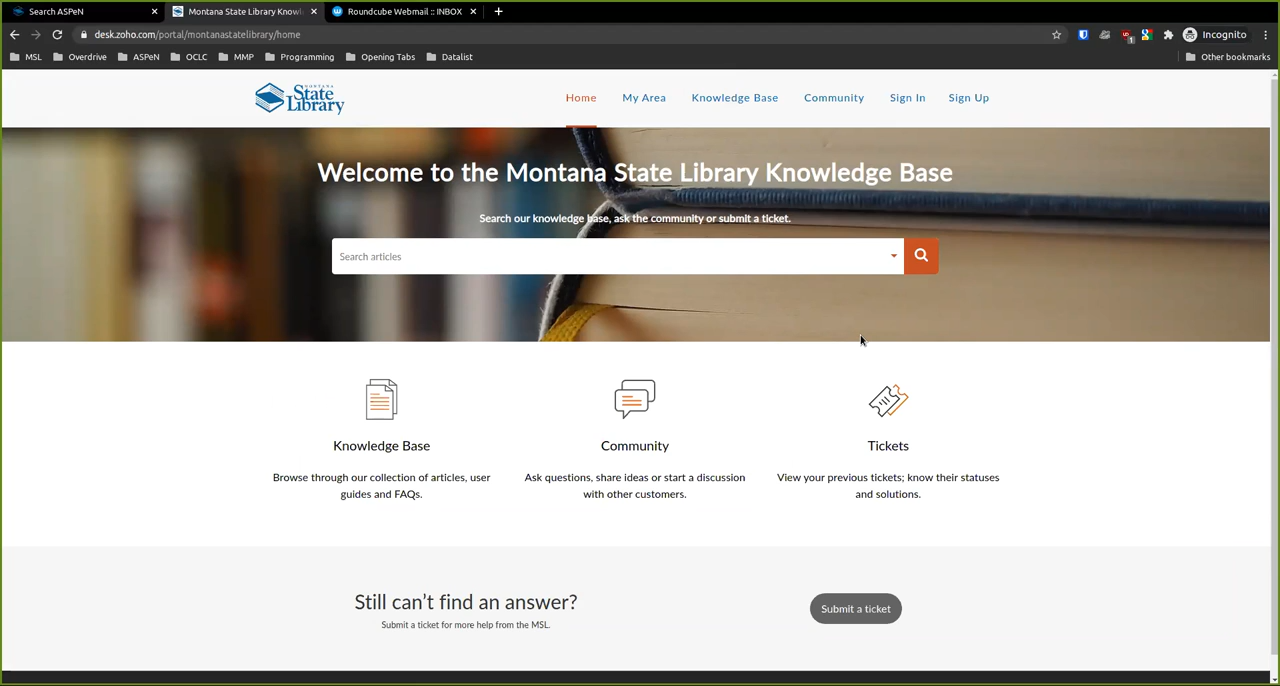 Search ASPeN
Montana State Library Knowl
Roundcube Webmail :: INBOX
desk.zoho.com/portal/montanastatelibrary/home
1
Incognito
MSL
Overdrive
ASPeN
OCLC
MMP
Programming
Opening Tabs
Datalist
Other bookmarks
MONTANA
State
Library
Home
My Area
Knowledge Base
Community
Sign In
Sign Up
Welcome to the Montana State Library Knowledge Base
Search our knowledge base, ask the community or submit a ticket.
Search articles
Knowledge Base
Browse through our collection of articles, user
guides and FAQs.
Community
Ask questions, share ideas or start a discussion
with other customers.
Tickets
View your previous tickets; know their statuses
and solutions.
Still can't find an answer?
Submit a ticket for more help from the MSL.
Submit a ticket